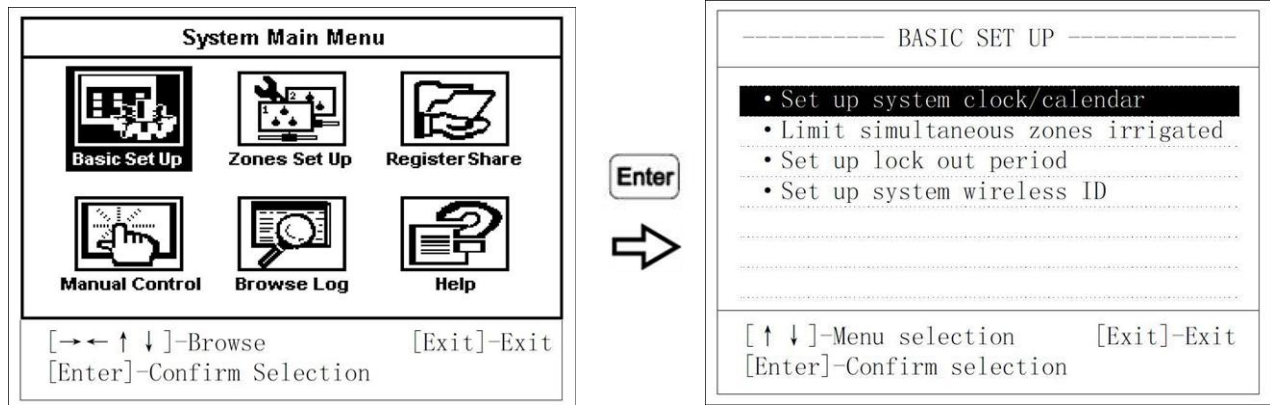 System Main Menu
Basic Set Up
Zones Set Up
Register Share
Manual Control
Browse Log
Help
[→← ↑ ↓]-Browse [Exit]-Exit
[Enter]-Confirm Selection
Enter
----------- BASIC SET UP -------------
• Set up system clock/calendar
• Limit simultaneous zones irrigated
• Set up lock out period
• Set up system wireless ID
[↑ ↓]-Menu selection [Exit]-Exit
[Enter]-Confirm selection